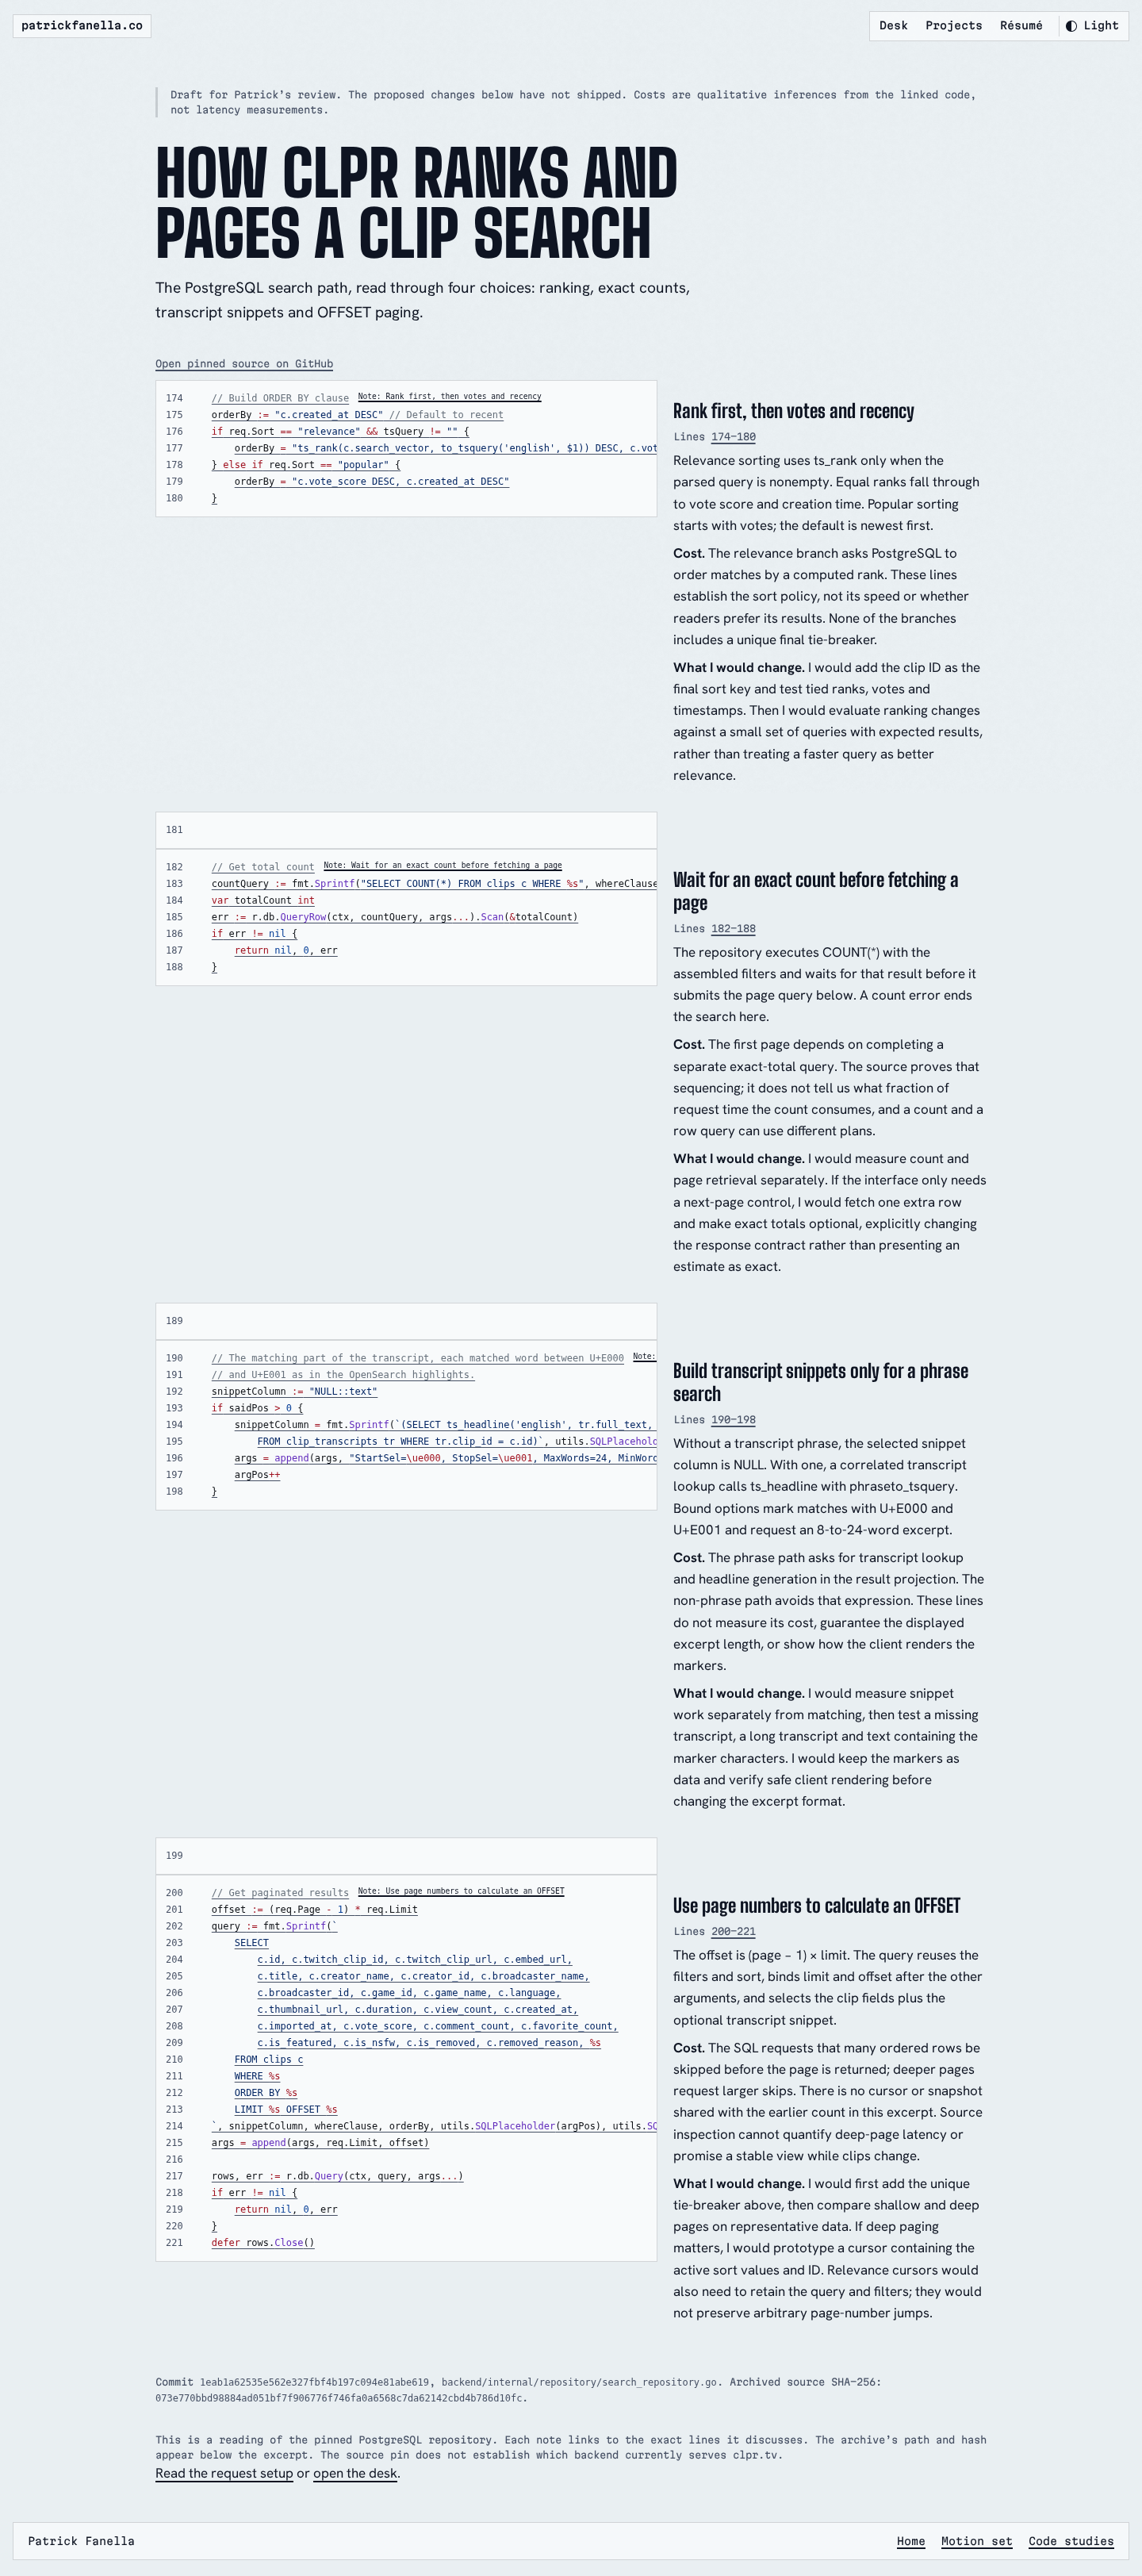 patrickfanella.co
Desk Projects Résumé Light
Draft for Patrick's review. The proposed changes below have not shipped. Costs are qualitative inferences from the linked code,
not latency measurements.
HOW CLPR RANKS AND
PAGES A CLIP SEARCH
The PostgreSQL search path, read through four choices: ranking, exact counts,
transcript snippets and OFFSET paging.
Open pinned source on GitHub
174 // Build ORDER BY clause Note: Rank first, then votes and recency
175 orderBy := "c.created_at DESC" // Default to recent
176 if req.Sort == "relevance" && tsQuery != "" {
177 orderBy = "ts_rank(c.search_vector, to_tsquery('english', $1)) DESC, c.vot
178 } else if req.Sort == "popular" {
179 orderBy = "c.vote_score DESC, c.created_at DESC"
180 }
Rank first, then votes and recency
Lines 174–180
Relevance sorting uses ts_rank only when the
parsed query is nonempty. Equal ranks fall through
to vote score and creation time. Popular sorting
starts with votes; the default is newest first.
Cost. The relevance branch asks PostgreSQL to
order matches by a computed rank. These lines
establish the sort policy, not its speed or whether
readers prefer its results. None of the branches
includes a unique final tie-breaker.
What I would change. I would add the clip ID as the
final sort key and test tied ranks, votes and
timestamps. Then I would evaluate ranking changes
against a small set of queries with expected results,
rather than treating a faster query as better
relevance.
181
182 // Get total count Note: Wait for an exact count before fetching a page
183 countQuery := fmt.Sprintf("SELECT COUNT(*) FROM clips c WHERE %s", whereClause
184 var totalCount int
185 err := r.db.QueryRow(ctx, countQuery, args...).Scan(&totalCount)
186 if err != nil {
187 return nil, 0, err
188 }
Wait for an exact count before fetching a
page
Lines 182–188
The repository executes COUNT(*) with the
assembled filters and waits for that result before it
submits the page query below. A count error ends
the search here.
Cost. The first page depends on completing a
separate exact-total query. The source proves that
sequencing; it does not tell us what fraction of
request time the count consumes, and a count and a
row query can use different plans.
What I would change. I would measure count and
page retrieval separately. If the interface only needs
a next-page control, I would fetch one extra row
and make exact totals optional, explicitly changing
the response contract rather than presenting an
estimate as exact.
189
190 // The matching part of the transcript, each matched word between U+E000 Note:
191 // and U+E001 as in the OpenSearch highlights.
192 snippetColumn := "NULL::text"
193 if saidPos > 0 {
194 snippetColumn = fmt.Sprintf(`(SELECT ts_headline('english', tr.full_text,
195 FROM clip_transcripts tr WHERE tr.clip_id = c.id)`, utils.SQLPlacehold
196 args = append(args, "StartSel=\ue000, StopSel=\ue001, MaxWords=24, MinWord
197 argPos++
198 }
Build transcript snippets only for a phrase
search
Lines 190–198
Without a transcript phrase, the selected snippet
column is NULL. With one, a correlated transcript
lookup calls ts_headline with phraseto_tsquery.
Bound options mark matches with U+E000 and
U+E001 and request an 8-to-24-word excerpt.
Cost. The phrase path asks for transcript lookup
and headline generation in the result projection. The
non-phrase path avoids that expression. These lines
do not measure its cost, guarantee the displayed
excerpt length, or show how the client renders the
markers.
What I would change. I would measure snippet
work separately from matching, then test a missing
transcript, a long transcript and text containing the
marker characters. I would keep the markers as
data and verify safe client rendering before
changing the excerpt format.
199
200 // Get paginated results Note: Use page numbers to calculate an OFFSET
201 offset := (req.Page - 1) * req.Limit
202 query := fmt.Sprintf(`
203 SELECT
204 c.id, c.twitch_clip_id, c.twitch_clip_url, c.embed_url,
205 c.title, c.creator_name, c.creator_id, c.broadcaster_name,
206 c.broadcaster_id, c.game_id, c.game_name, c.language,
207 c.thumbnail_url, c.duration, c.view_count, c.created_at,
208 c.imported_at, c.vote_score, c.comment_count, c.favorite_count,
209 c.is_featured, c.is_nsfw, c.is_removed, c.removed_reason, %s
210 FROM clips c
211 WHERE %s
212 ORDER BY %s
213 LIMIT %s OFFSET %s
214 `, snippetColumn, whereClause, orderBy, utils.SQLPlaceholder(argPos), utils.SQ
215 args = append(args, req.Limit, offset)
216
217 rows, err := r.db.Query(ctx, query, args...)
218 if err != nil {
219 return nil, 0, err
220 }
221 defer rows.Close()
Use page numbers to calculate an OFFSET
Lines 200–221
The offset is (page − 1) × limit. The query reuses the
filters and sort, binds limit and offset after the other
arguments, and selects the clip fields plus the
optional transcript snippet.
Cost. The SQL requests that many ordered rows be
skipped before the page is returned; deeper pages
request larger skips. There is no cursor or snapshot
shared with the earlier count in this excerpt. Source
inspection cannot quantify deep-page latency or
promise a stable view while clips change.
What I would change. I would first add the unique
tie-breaker above, then compare shallow and deep
pages on representative data. If deep paging
matters, I would prototype a cursor containing the
active sort values and ID. Relevance cursors would
also need to retain the query and filters; they would
not preserve arbitrary page-number jumps.
Commit 1eab1a62535e562e327fbf4b197c094e81abe619, backend/internal/repository/search_repository.go. Archived source SHA-256:
073e770bbd98884ad051bf7f906776f746fa0a6568c7da62142cbd4b786d10fc.
This is a reading of the pinned PostgreSQL repository. Each note links to the exact lines it discusses. The archive's path and hash
appear below the excerpt. The source pin does not establish which backend currently serves clpr.tv.
Read the request setup or open the desk.
Patrick Fanella
Home Motion set Code studies